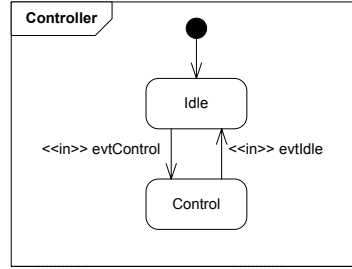 Controller
Idle
<<in>> evtControl
<<in>> evtIdle
Control